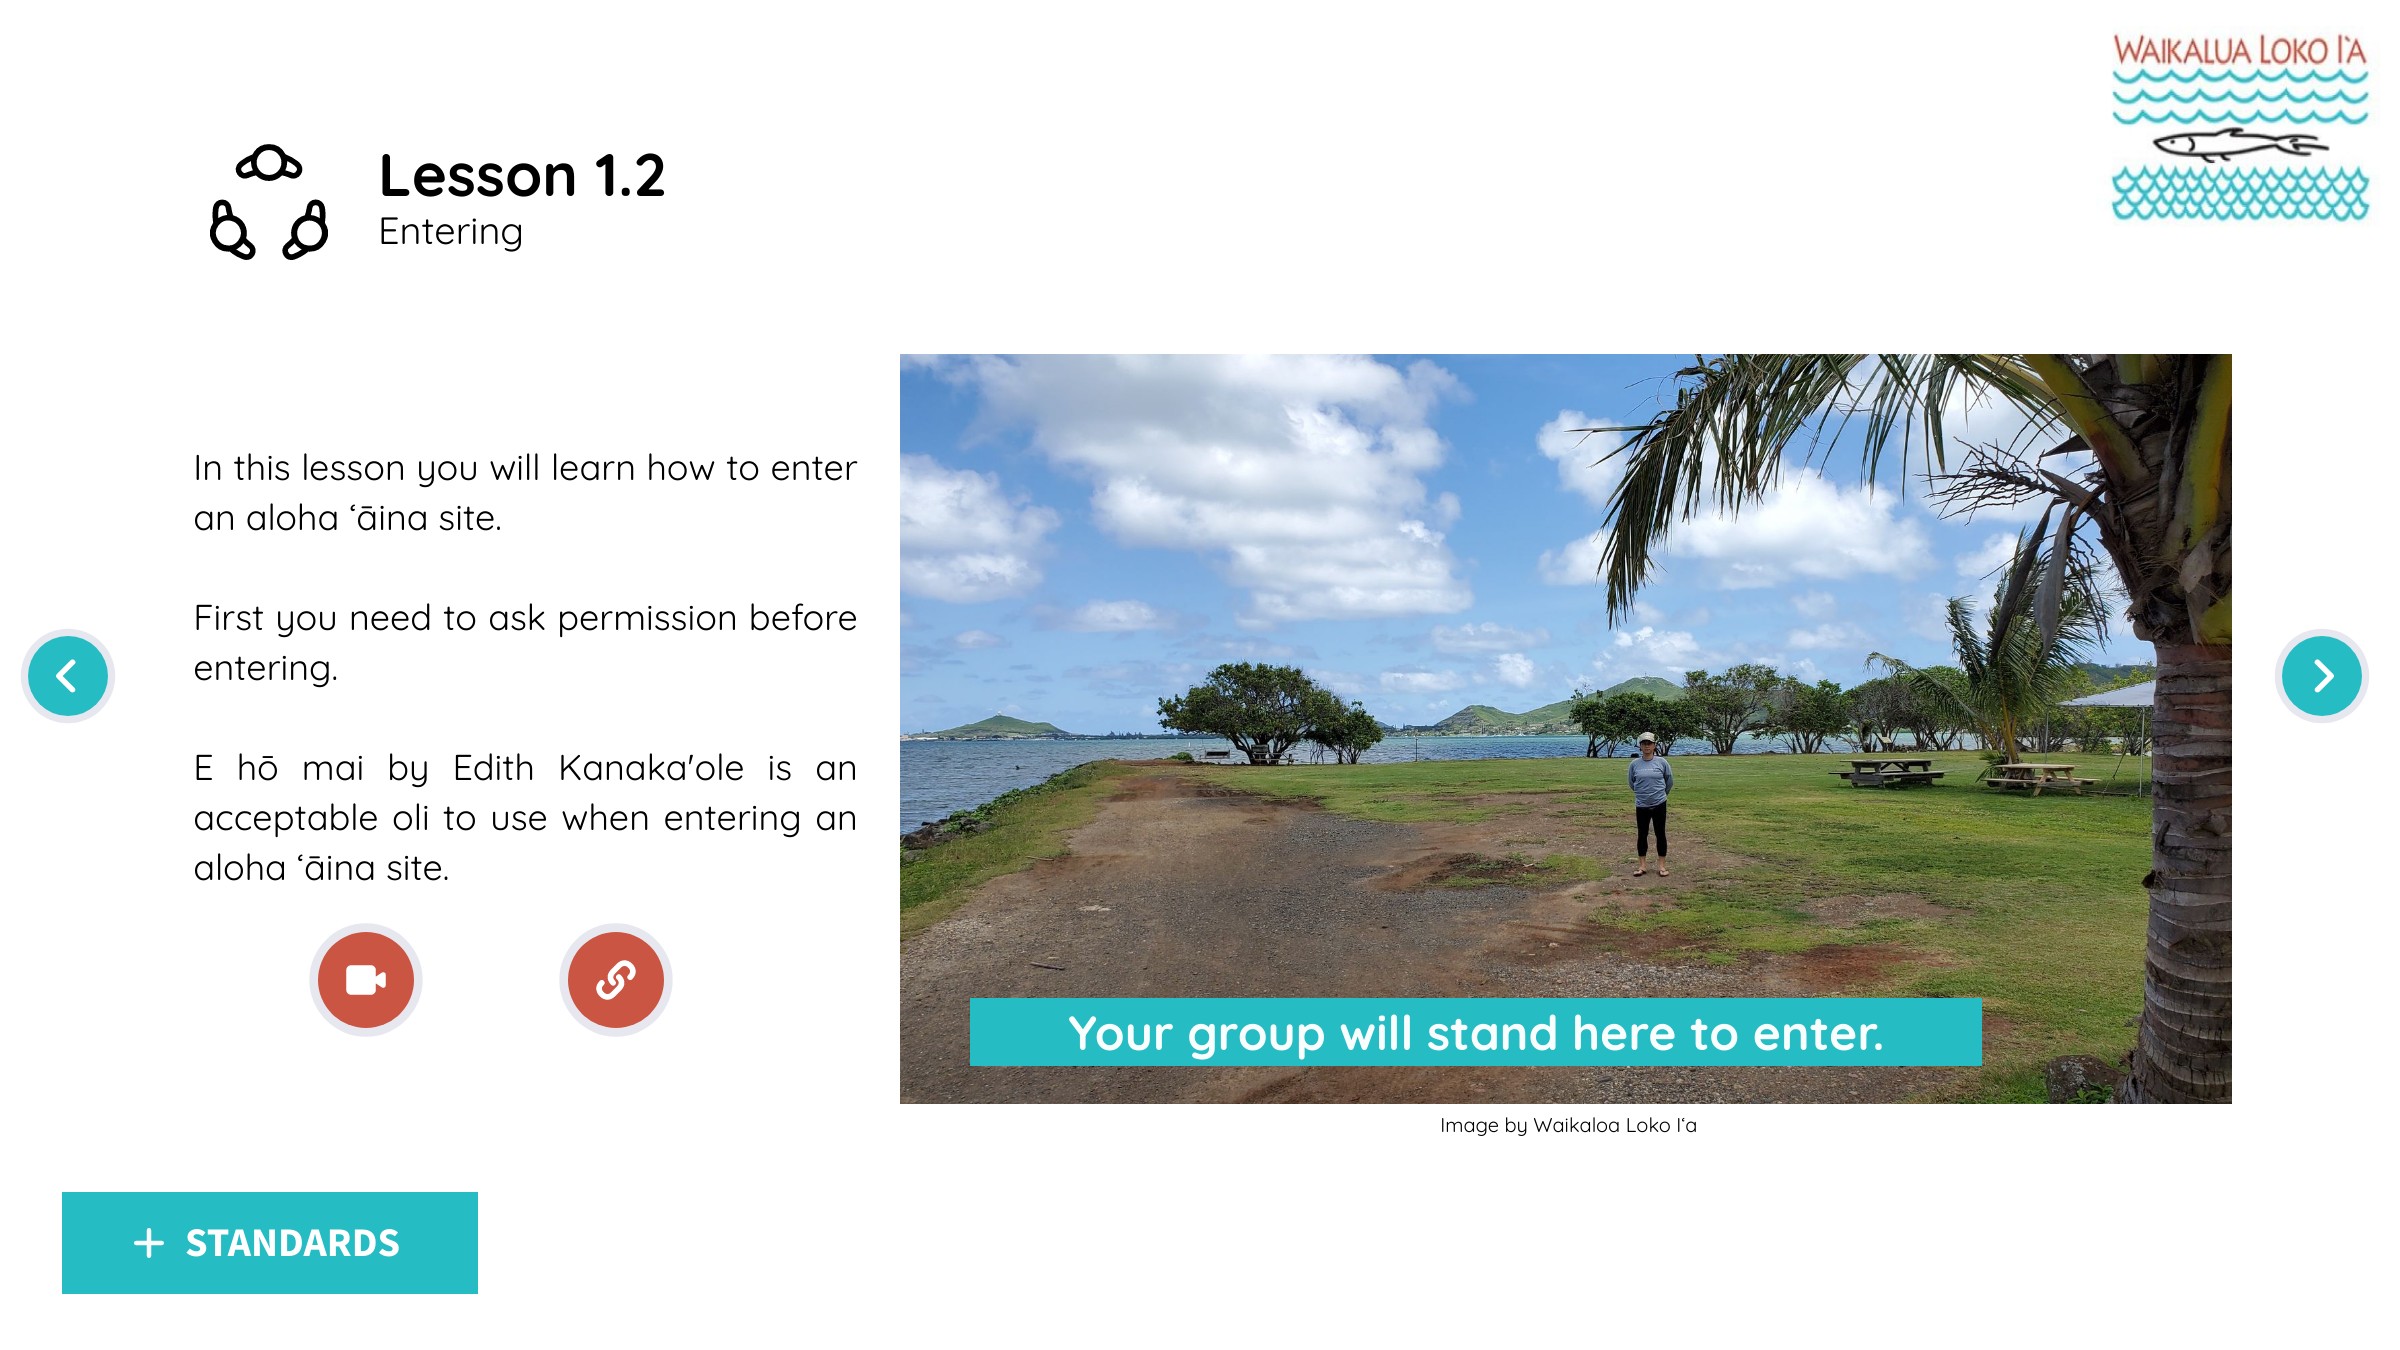 WAIKALUA LOKO I'A
Lesson 1.2
Entering
In this lesson you will learn how to enter
an aloha ʻāina site.
First you need to ask permission before
entering.
E hō mai by Edith Kanaka'ole is an
acceptable oli to use when entering an
aloha ʻāina site.
Your group will stand here to enter.
Image by Waikaloa Loko Iʻa
+ STANDARDS